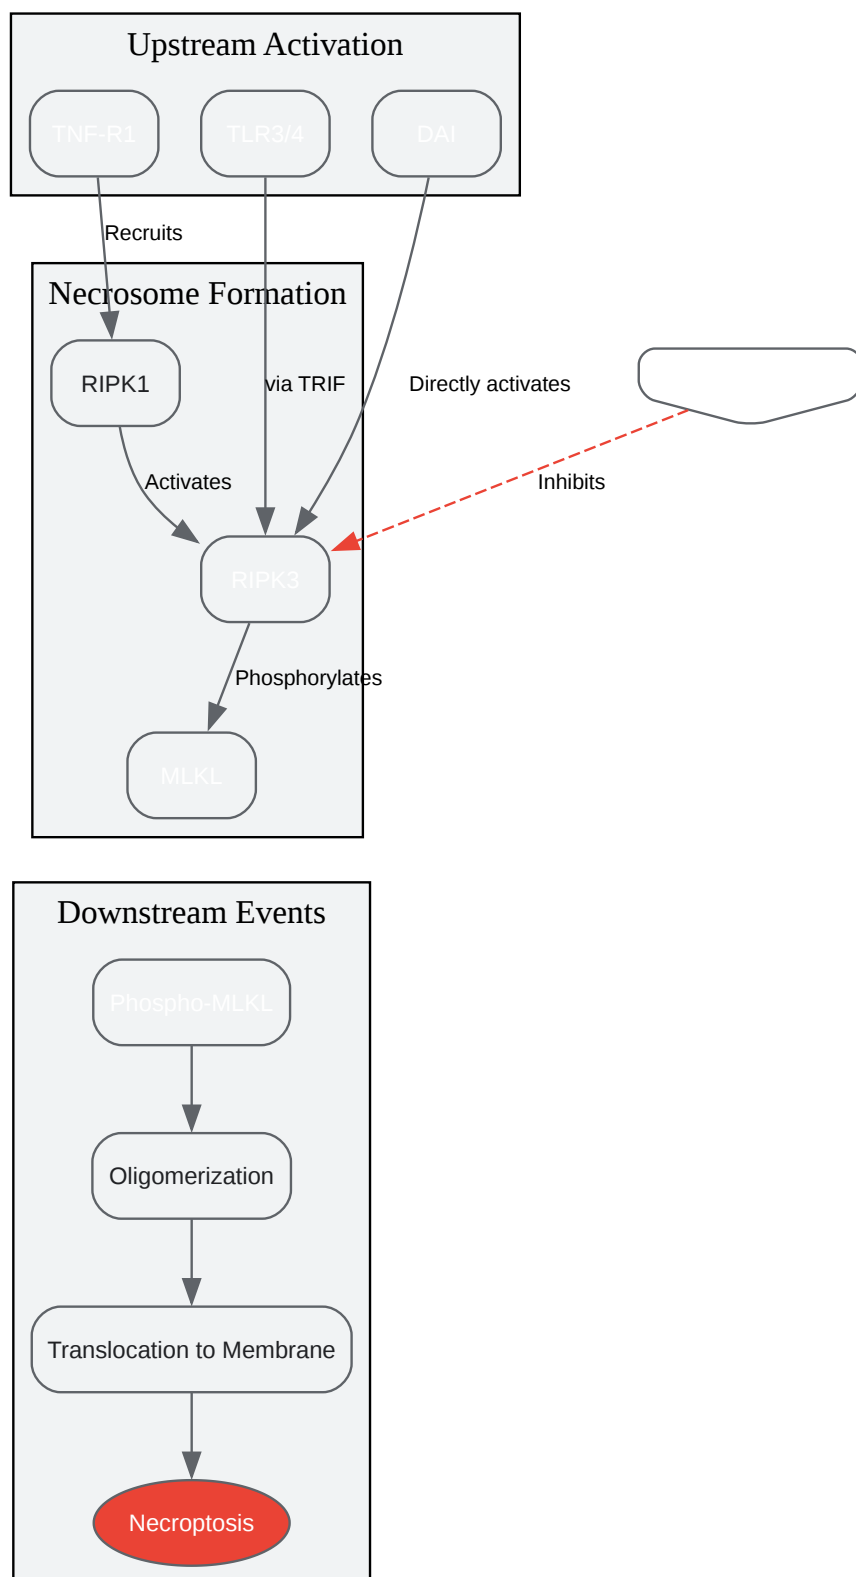 Upstream Activation
TNF-R1
TLR3/4
DAI
Recruits
Necrosome Formation
RIPK1
via TRIF
Directly activates
Activates
Inhibits
RIPK3
Phosphorylates
MLKL
Downstream Events
Phospho-MLKL
Oligomerization
Translocation to Membrane
Necroptosis